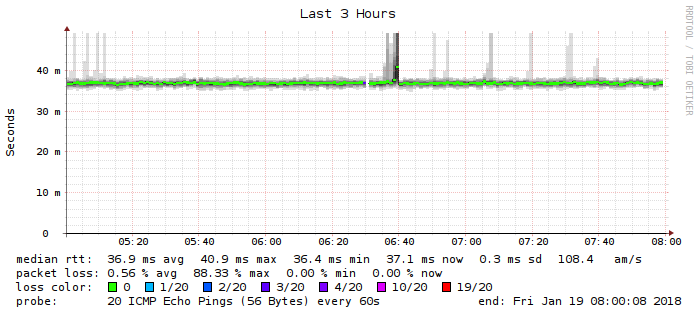 Last 3 Hours
RRDTOOL / TOBI OETIKER
Seconds
40 m
30 m
20 m
10 m
0
05:20 05:40 06:00 06:20 06:40 07:00 07:20 07:40 08:00
median rtt: 36.9 ms avg 40.9 ms max 36.4 ms min 37.1 ms now 0.3 ms sd 108.4 am/s
packet loss: 0.56 % avg 88.33 % max 0.00 % min 0.00 % now
loss color: 0 1/20 2/20 3/20 4/20 10/20 19/20
probe: 20 ICMP Echo Pings (56 Bytes) every 60s end: Fri Jan 19 08:00:08 2018